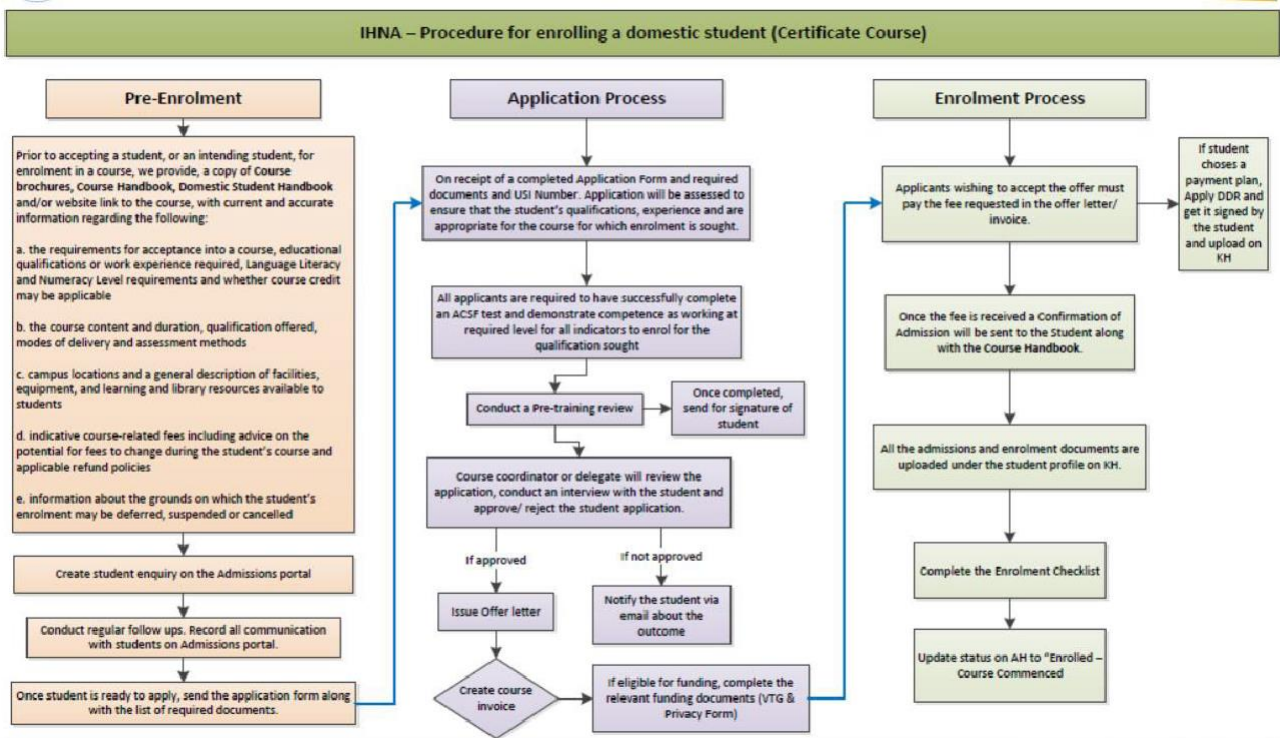 IHNA – Procedure for enrolling a domestic student (Certificate Course)
Pre-Enrolment
Prior to accepting a student, or an intending student, for
enrolment in a course, we provide, a copy of Course
brochures, Course Handbook, Domestic Student Handbook
and/or website link to the course, with current and accurate
information regarding the following:
a. the requirements for acceptance into a course, educational
qualifications or work experience required, Language Literacy
and Numeracy Level requirements and whether course credit
may be applicable
b. the course content and duration, qualification offered,
modes of delivery and assessment methods
c. campus locations and a general description of facilities,
equipment, and learning and library resources available to
students
d. indicative course-related fees including advice on the
potential for fees to change during the student's course and
applicable refund policies
e. information about the grounds on which the student's
enrolment may be deferred, suspended or cancelled
Create student enquiry on the Admissions portal
Conduct regular follow ups. Record all communication
with students on Admissions portal.
Once student is ready to apply, send the application form along
with the list of required documents.
Application Process
On receipt of a completed Application Form and required
documents and USI Number. Application will be assessed to
ensure that the student's qualifications, experience and are
appropriate for the course for which enrolment is sought.
All applicants are required to have successfully complete
an ACSF test and demonstrate competence as working at
required level for all indicators to enrol for the
qualification sought
Conduct a Pre-training review
Once completed,
send for signature of
student
Course coordinator or delegate will review the
application, conduct an interview with the student and
approve/ reject the student application.
If approved
If not approved
Issue Offer letter
Notify the student via
email about the
outcome
Create course
invoice
If eligible for funding, complete the
relevant funding documents (VTG &
Privacy Form)
Enrolment Process
Applicants wishing to accept the offer must
pay the fee requested in the offer letter/
invoice.
If student
choses a
payment plan,
Apply DDR and
get it signed by
the student
and upload on
KH
Once the fee is received a Confirmation of
Admission will be sent to the Student along
with the Course Handbook.
All the admissions and enrolment documents are
uploaded under the student profile on KH.
Complete the Enrolment Checklist
Update status on AH to "Enrolled –
Course Commenced